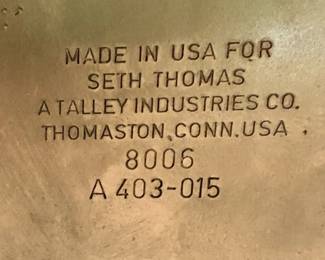 MADE IN USA FOR
SETH THOMAS
A TALLEY INDUSTRIES CO.
THOMASTON, CONN. USA
8006
A 403-015